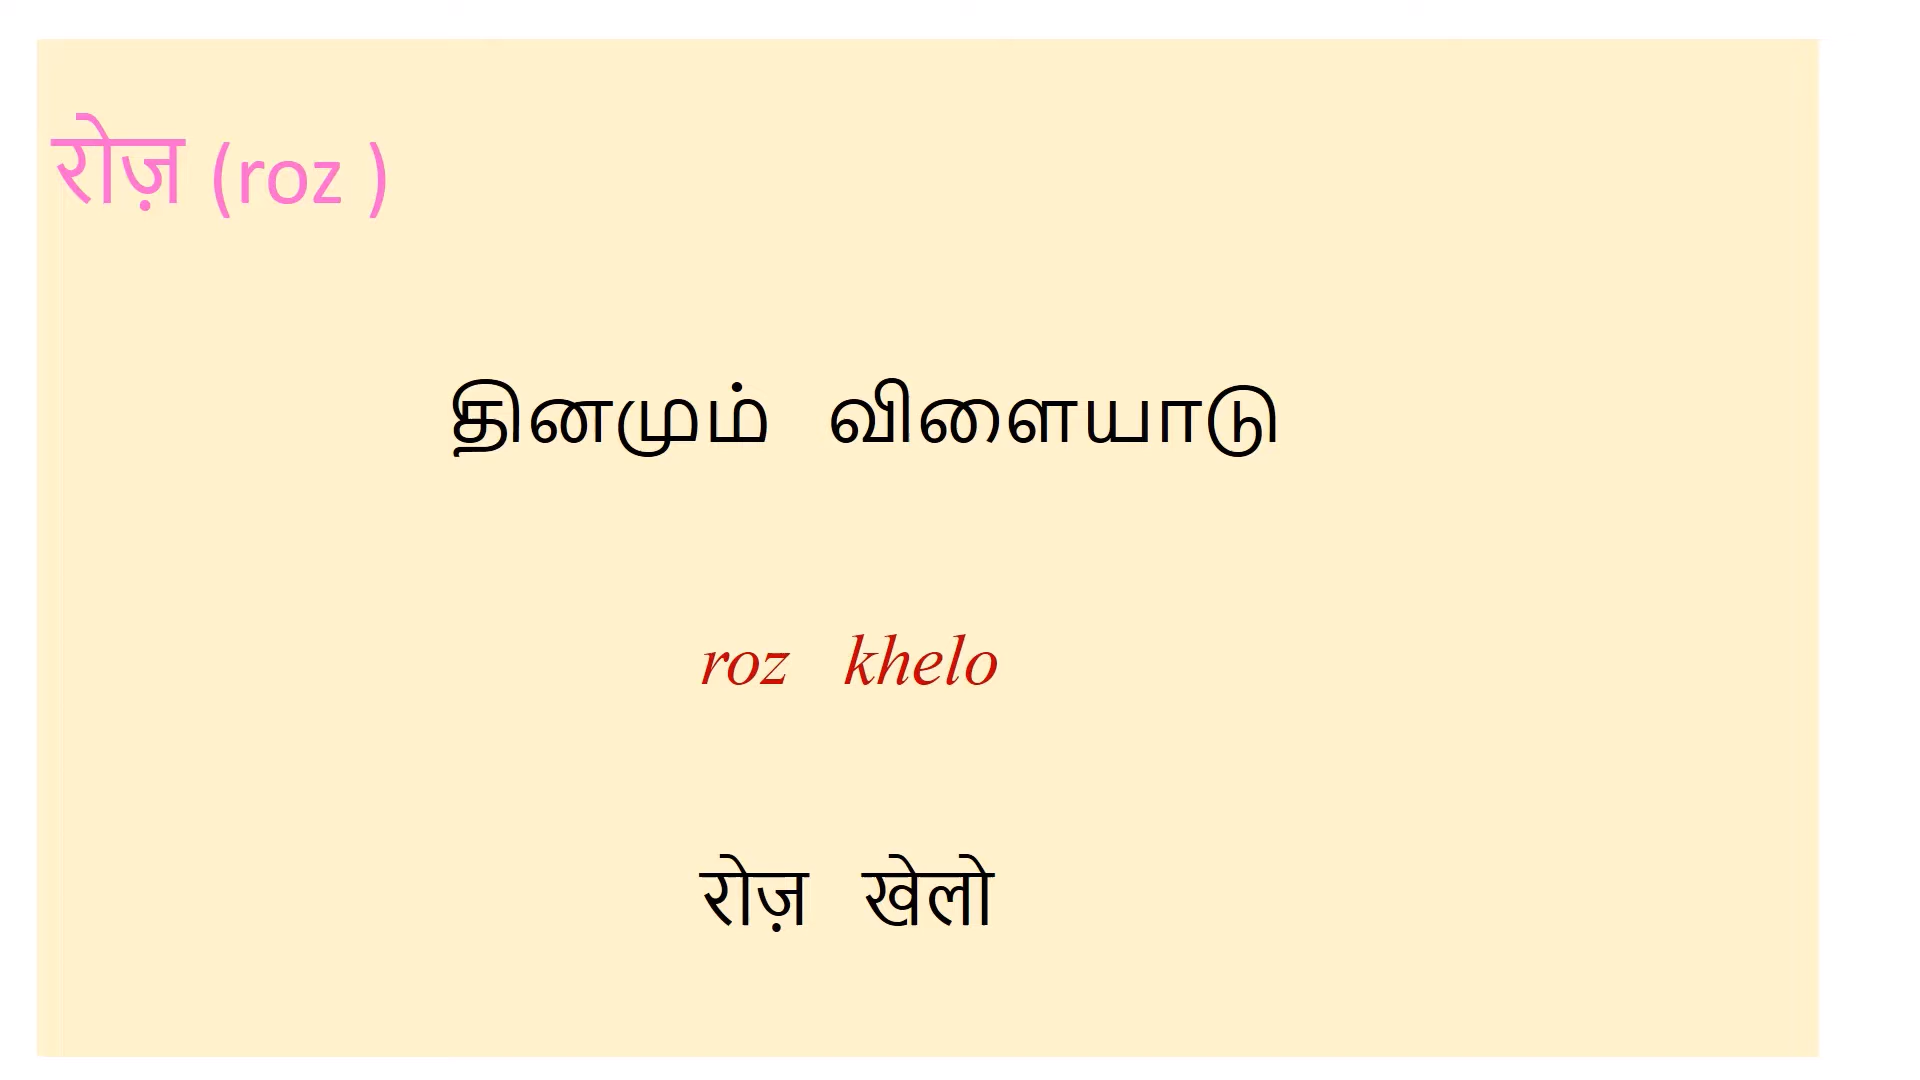 रोज़ (roz )
தினமும் விளையாடு
roz khelo
रोज़ खेलो